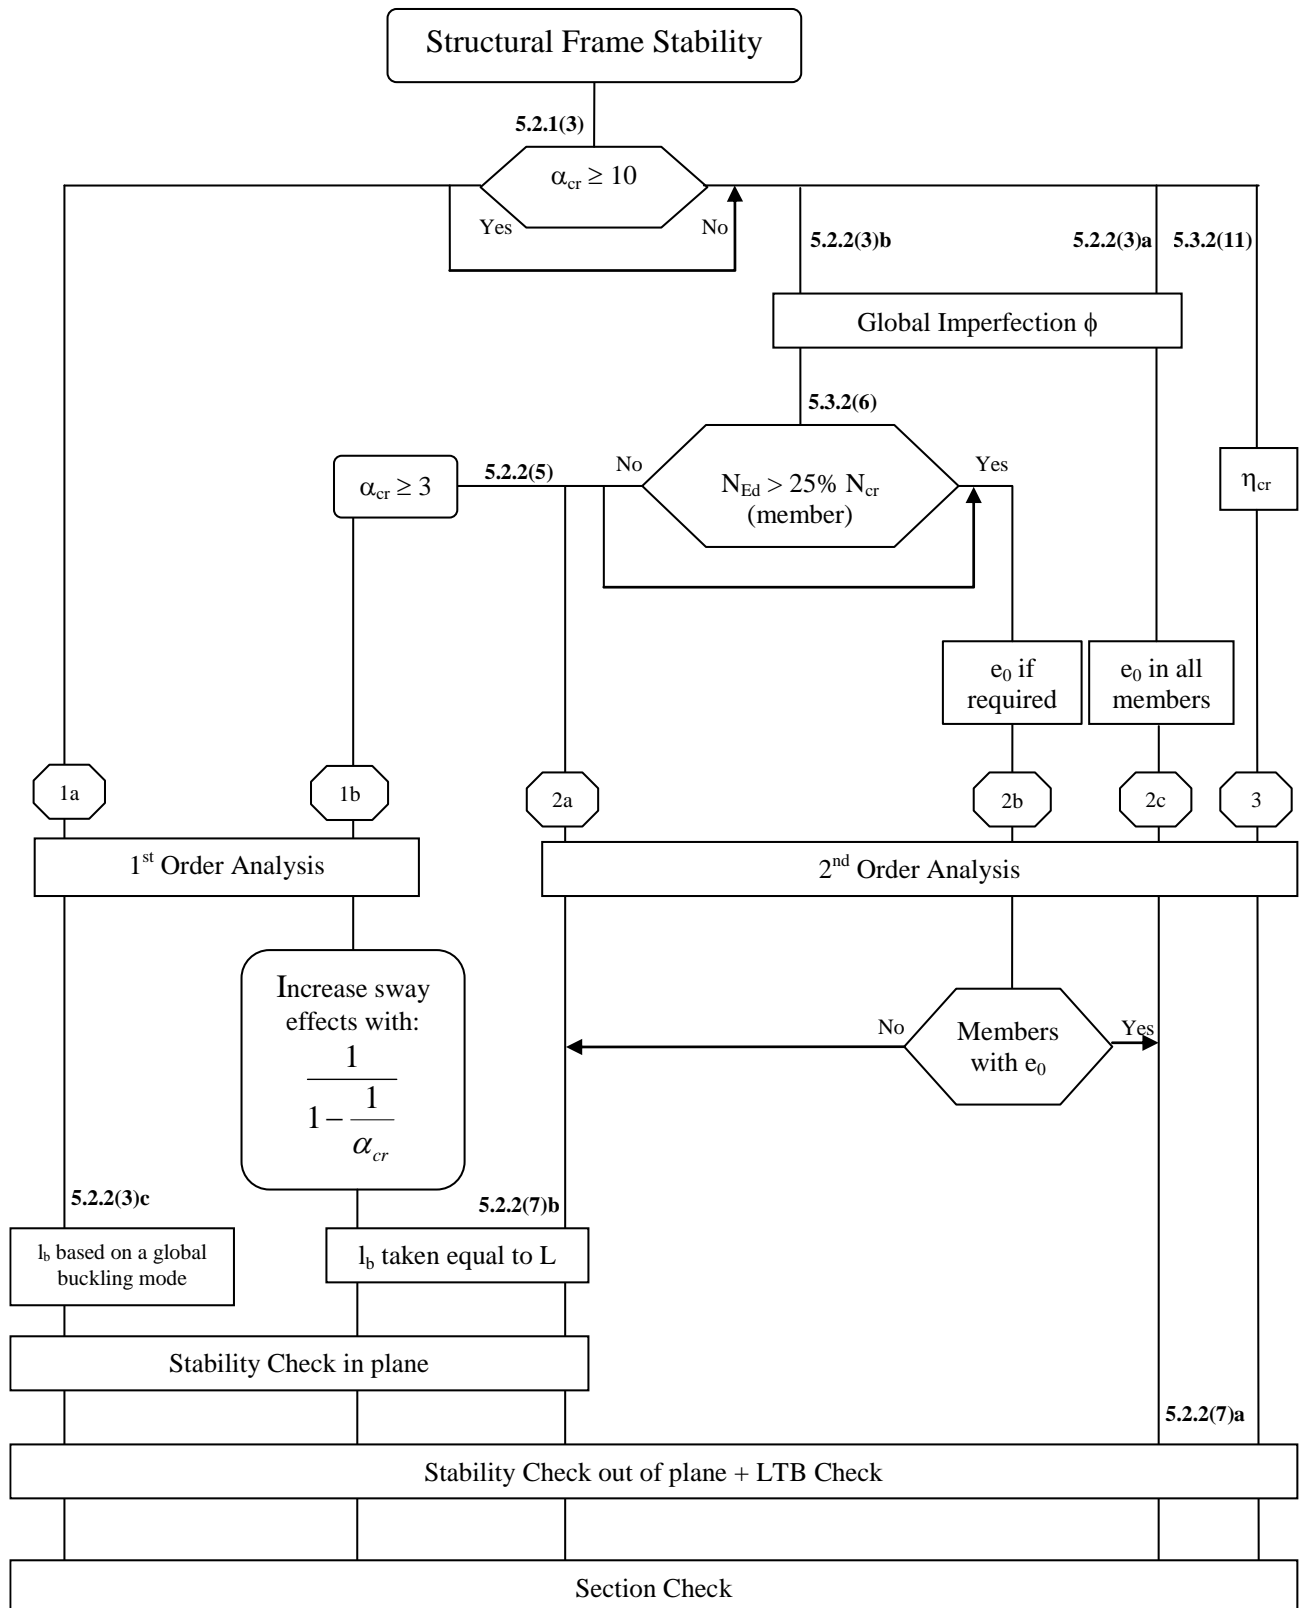 Structural Frame Stability
5.2.1(3)
αcr ≥ 10
Yes
No
5.2.2(3)b
5.2.2(3)a
5.3.2(11)
Global Imperfection ϕ
5.3.2(6)
αcr ≥ 3
5.2.2(5)
No
NEd > 25% Ncr
(member)
Yes
ηcr
e0 if
required
e0 in all
members
1a
1b
2a
2b
2c
3
1st Order Analysis
2nd Order Analysis
Increase sway
effects with:
1
1 − 1
αcr
No
Members
with e0
Yes
5.2.2(3)c
5.2.2(7)b
lb based on a global
buckling mode
lb taken equal to L
Stability Check in plane
5.2.2(7)a
Stability Check out of plane + LTB Check
Section Check